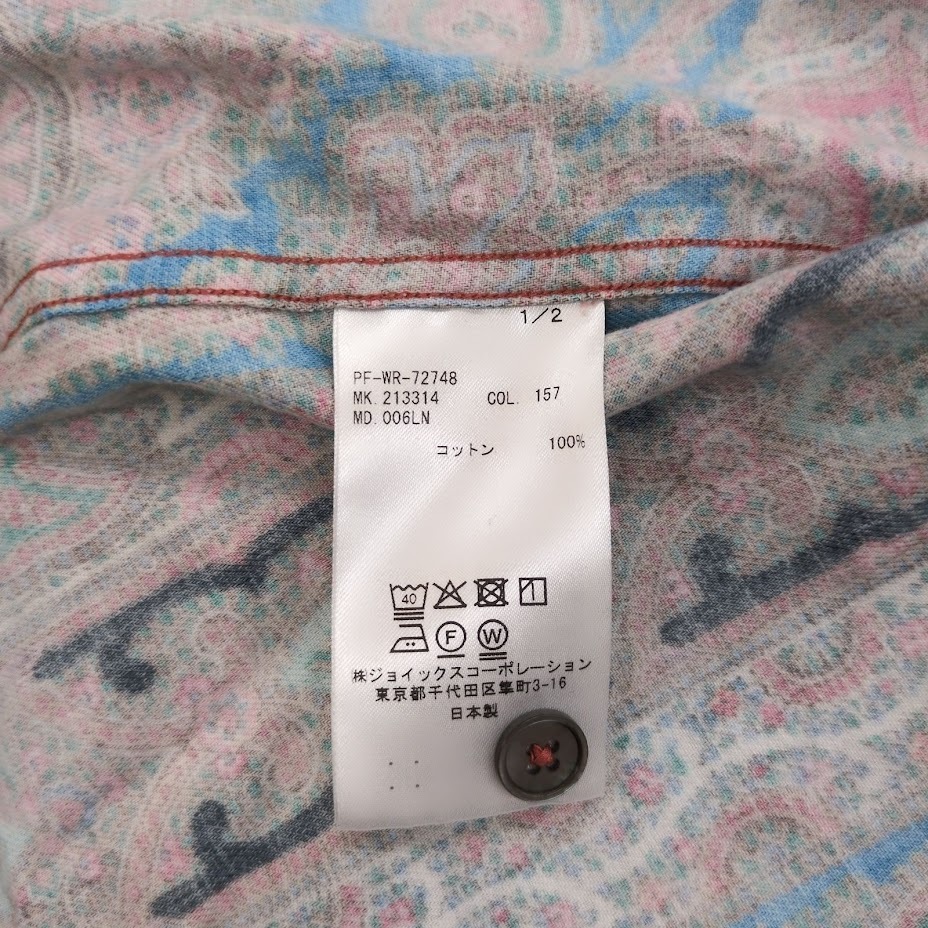 1/2
PF-WR-72748
MK. 213314 COL. 157
MD. 006LN
コットン 100%
40
F W
㈱ジョイックスコーポレーション
東京都千代田区隼町3-16
日本製